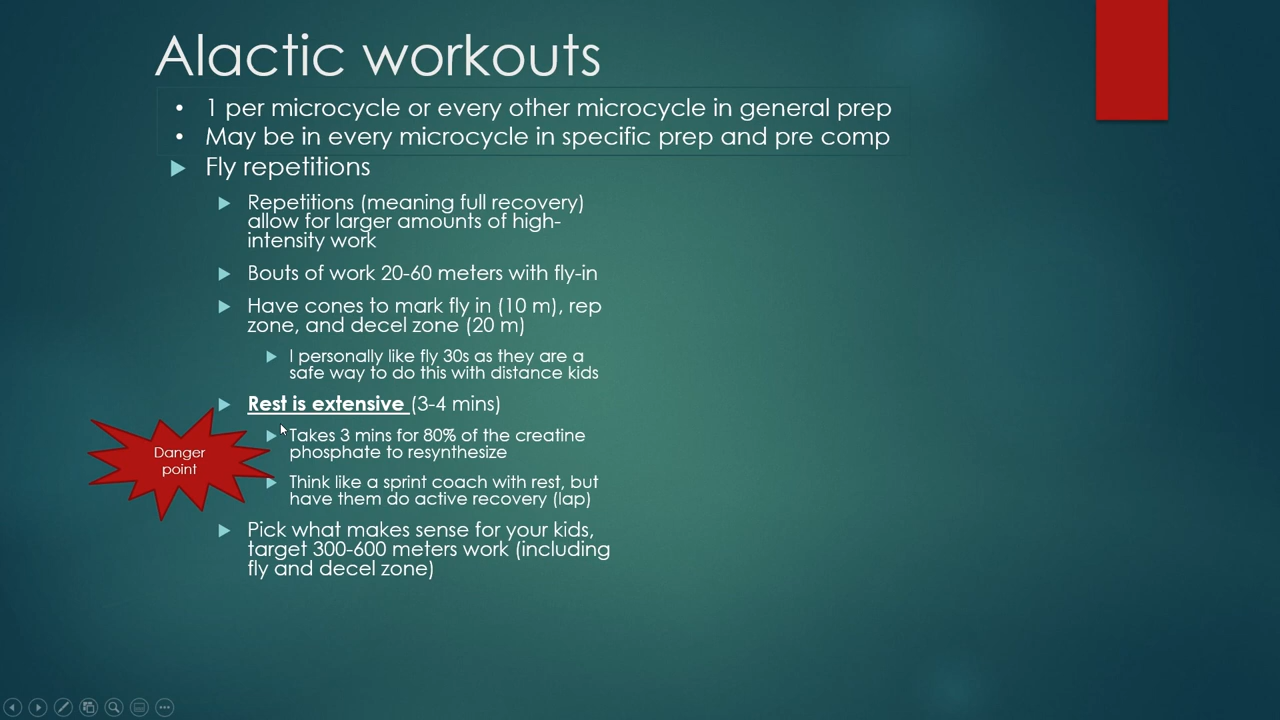 Alactic workouts
• 1 per microcycle or every other microcycle in general prep
• May be in every microcycle in specific prep and pre comp
Fly repetitions
Repetitions (meaning full recovery)
allow for larger amounts of high-
intensity work
Bouts of work 20-60 meters with fly-in
Have cones to mark fly in (10 m), rep
zone, and decel zone (20 m)
I personally like fly 30s as they are a
safe way to do this with distance kids
Rest is extensive (3-4 mins)
Takes 3 mins for 80% of the creatine
phosphate to resynthesize
Danger
point
Think like a sprint coach with rest, but
have them do active recovery (lap)
Pick what makes sense for your kids,
target 300-600 meters work (including
fly and decel zone)